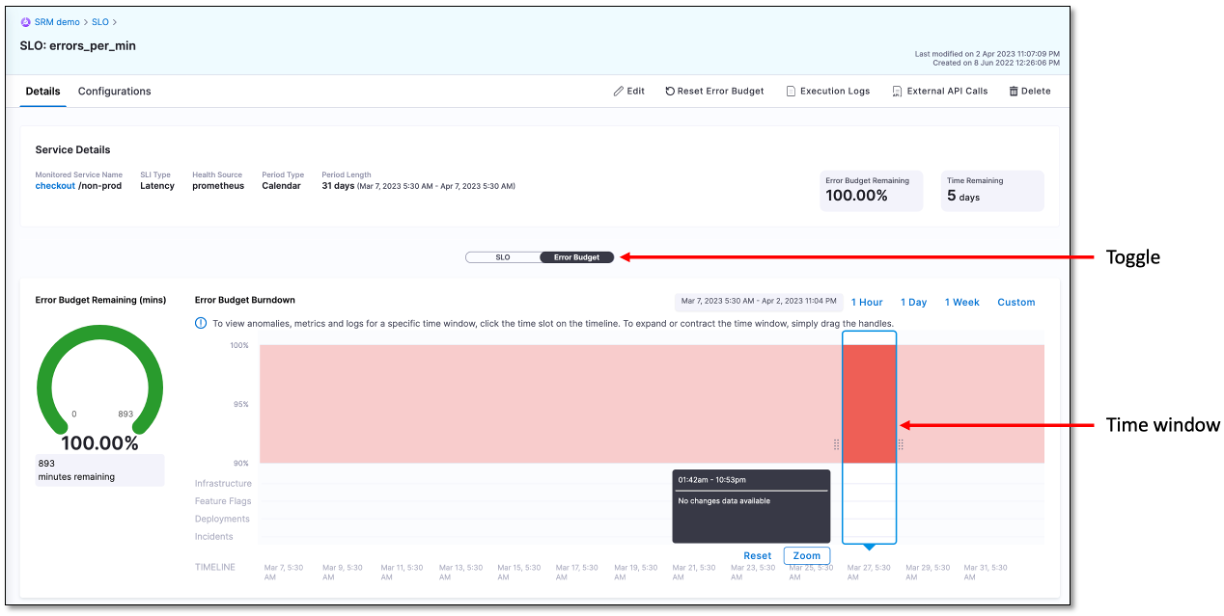 SRM demo > SLO >
SLO: errors_per_min
Last modified on 2 Apr 2023 11:07:09 PM
Created on 8 Jun 2022 12:26:06 PM
Details Configurations Edit Reset Error Budget Execution Logs External API Calls Delete
Service Details
Monitored Service Name SLI Type Health Source Period Type Period Length
checkout /non-prod Latency prometheus Calendar 31 days (Mar 7, 2023 5:30 AM - Apr 7, 2023 5:30 AM)
Error Budget Remaining Time Remaining
100.00% 5 days
SLO Error Budget
Toggle
Error Budget Remaining (mins) Error Budget Burndown Mar 7, 2023 5:30 AM - Apr 2, 2023 11:04 PM 1 Hour 1 Day 1 Week Custom
To view anomalies, metrics and logs for a specific time window, click the time slot on the timeline. To expand or contract the time window, simply drag the handles.
100%
95%
0 893
100.00%
Time window
893
minutes remaining
90%
Infrastructure
Feature Flags
Deployments
Incidents
01:42am - 10:53pm
No changes data available
Reset Zoom
TIMELINE Mar 7, 5:30 Mar 9, 5:30 Mar 11, 5:30 Mar 13, 5:30 Mar 15, 5:30 Mar 17, 5:30 Mar 19, 5:30 Mar 21, 5:30 Mar 23, 5:30 Mar 25, 5:30 Mar 27, 5:30 Mar 29, 5:30 Mar 31, 5:30
AM AM AM AM AM AM AM AM AM AM AM AM AM